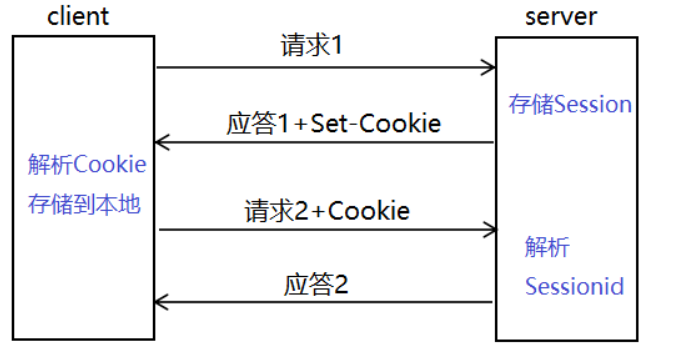 client
server
请求1
存储Session
应答1+Set-Cookie
解析Cookie
存储到本地
请求2+Cookie
解析
Sessionid
应答2